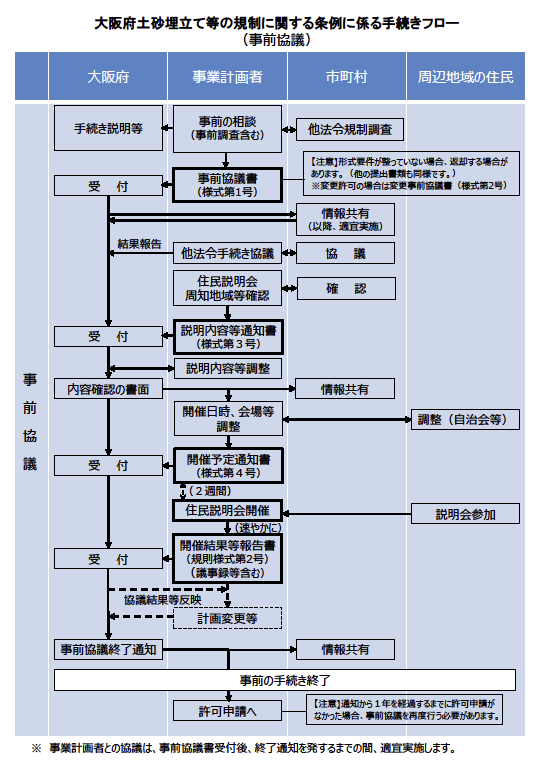 大阪府土砂埋立て等の規制に関する条例に係る手続きフロー
（事前協議）
大阪府
事業計画者
市町村
周辺地域の住民
事前協議
手続き説明等
事前の相談
（事前調査含む）
他法令規制調査
【注意】形式要件が整っていない場合、返却する場合が
あります。（他の提出書類も同様です。）
※変更許可の場合は変更事前協議書（様式第2号）
受　付
事前協議書
（様式第1号）
情報共有
（以降、適宜実施）
結果報告
他法令手続き協議
協　議
住民説明会
周知地域等確認
確　認
受　付
説明内容等通知書
（様式第３号）
説明内容等調整
内容確認の書面
情報共有
開催日時、会場等
調整
調整（自治会等）
受　付
開催予定通知書
（様式第４号）
（２週間）
住民説明会開催
説明会参加
（速やかに）
受　付
開催結果等報告書
（規則様式第2号）
（議事録等含む）
協議結果等反映
計画変更等
事前協議終了通知
情報共有
事前の手続き終了
許可申請へ
【注意】通知から１年を経過するまでに許可申請が
なかった場合、事前協議を再度行う必要があります。
※　事業計画者との協議は、事前協議書受付後、終了通知を発するまでの間、適宜実施します。